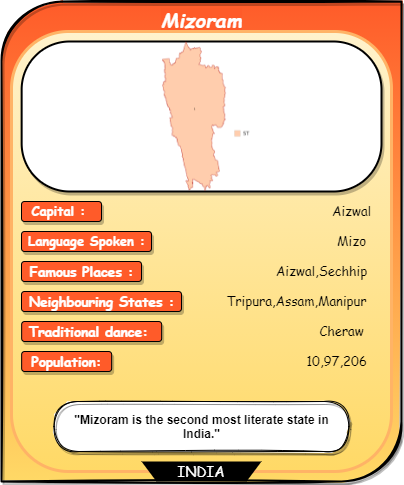 Mizoram
ST
Capital : Aizwal
Language Spoken : Mizo
Famous Places : Aizwal,Sechhip
Neighbouring States : Tripura,Assam,Manipur
Traditional dance: Cheraw
Population: 10,97,206
"Mizoram is the second most literate state in
India."
INDIA